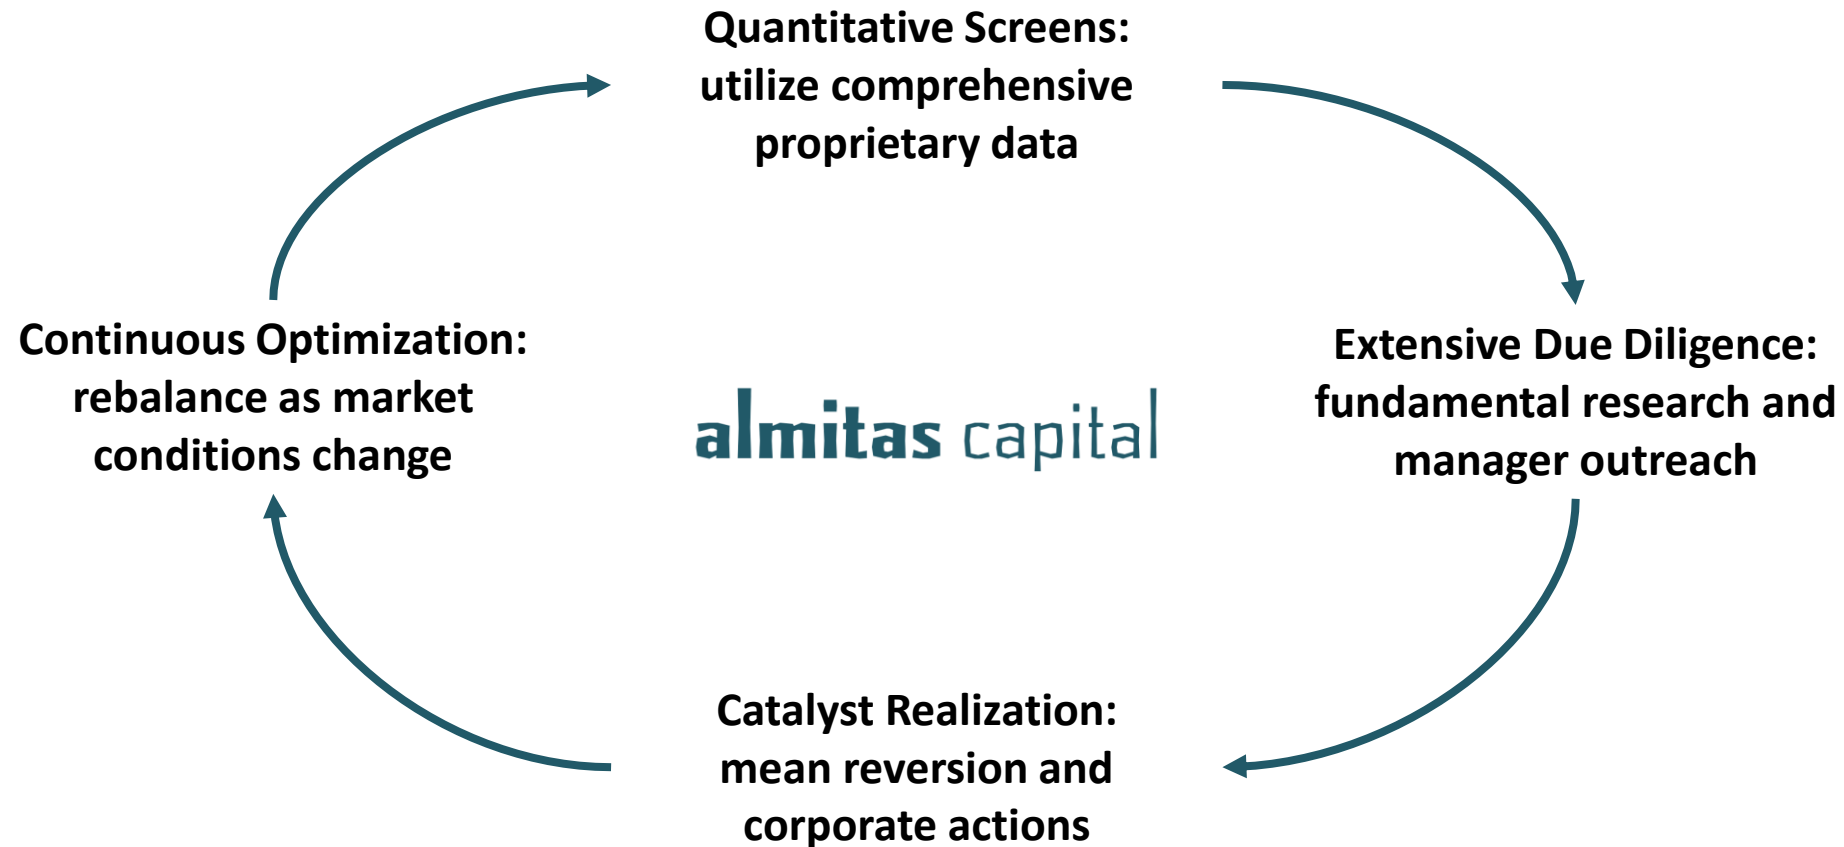 Quantitative Screens:
utilize comprehensive
proprietary data
Extensive Due Diligence:
fundamental research and
manager outreach
Catalyst Realization:
mean reversion and
corporate actions
Continuous Optimization:
rebalance as market
conditions change
almitas capital